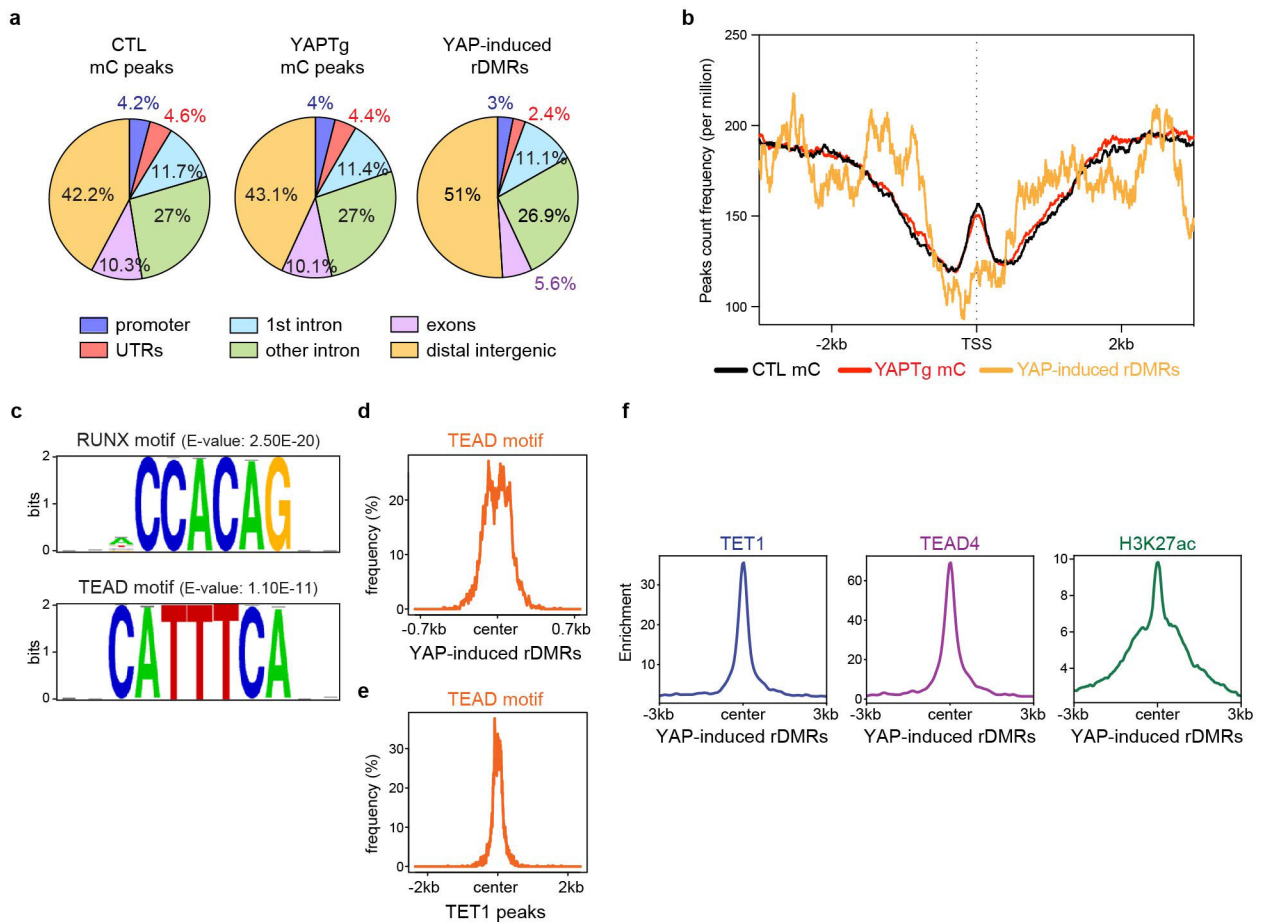 a
CTL
mC peaks
YAPTg
mC peaks
YAP-induced
rDMRs
4.2%
4.6%
11.7%
27%
10.3%
42.2%
4%
4.4%
11.4%
27%
10.1%
43.1%
3%
2.4%
11.1%
26.9%
5.6%
51%
promoter
1st intron
exons
UTRs
other intron
distal intergenic
b
Peaks count frequency (per million)
250
200
150
100
-2kb
TSS
2kb
CTL mC
YAPTg mC
YAP-induced rDMRs
c
RUNX motif (E-value: 2.50E-20)
bits
2
1
0
ACCACAG
TEAD motif (E-value: 1.10E-11)
bits
2
1
0
CATTTCA
d
TEAD motif
frequency (%)
20
10
0
-0.7kb
center
0.7kb
YAP-induced rDMRs
e
TEAD motif
frequency (%)
30
20
10
0
-2kb
center
2kb
TET1 peaks
f
TET1
Enrichment
30
20
10
-3kb
center
3kb
YAP-induced rDMRs
TEAD4
60
40
20
0
-3kb
center
3kb
YAP-induced rDMRs
H3K27ac
10
8
6
4
-3kb
center
3kb
YAP-induced rDMRs